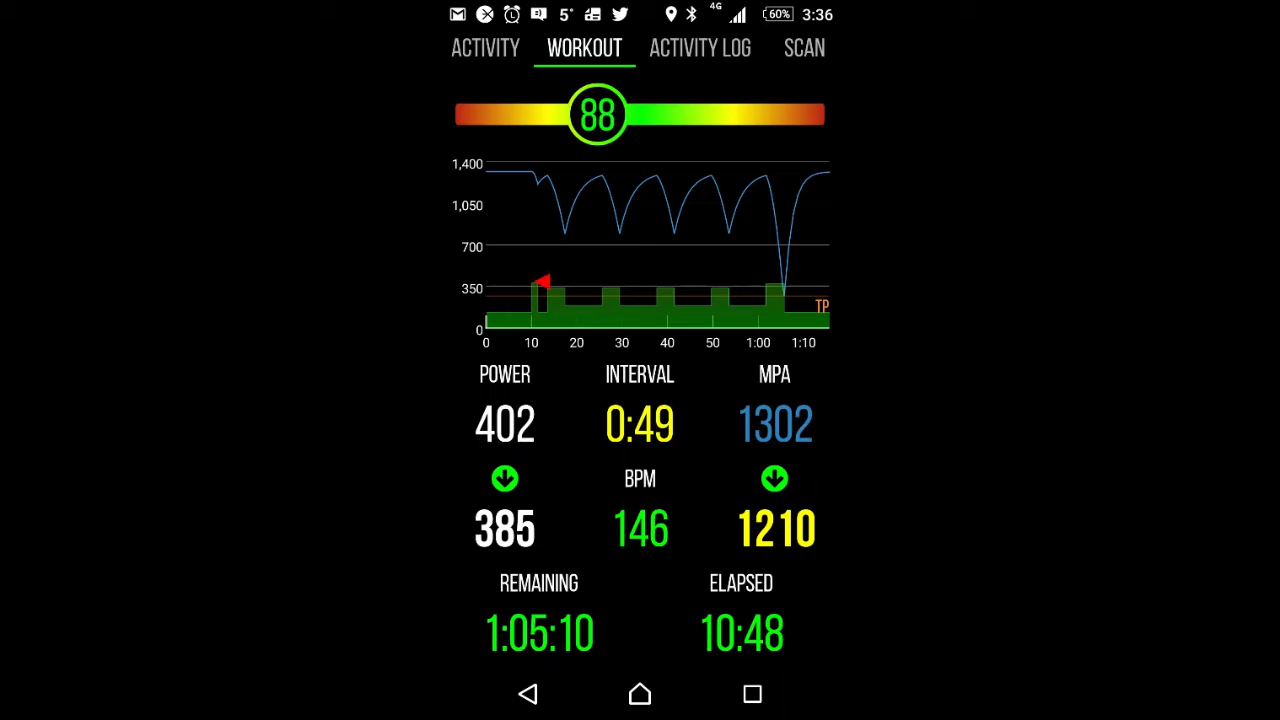 5° 4G 60% 3:36
ACTIVITY WORKOUT ACTIVITY LOG SCAN
88
1,400
1,050
700
350
TP
0
0 10 20 30 40 50 1:00 1:10
POWER INTERVAL MPA
402 0:49 1302
BPM
385 146 1210
REMAINING ELAPSED
1:05:10 10:48